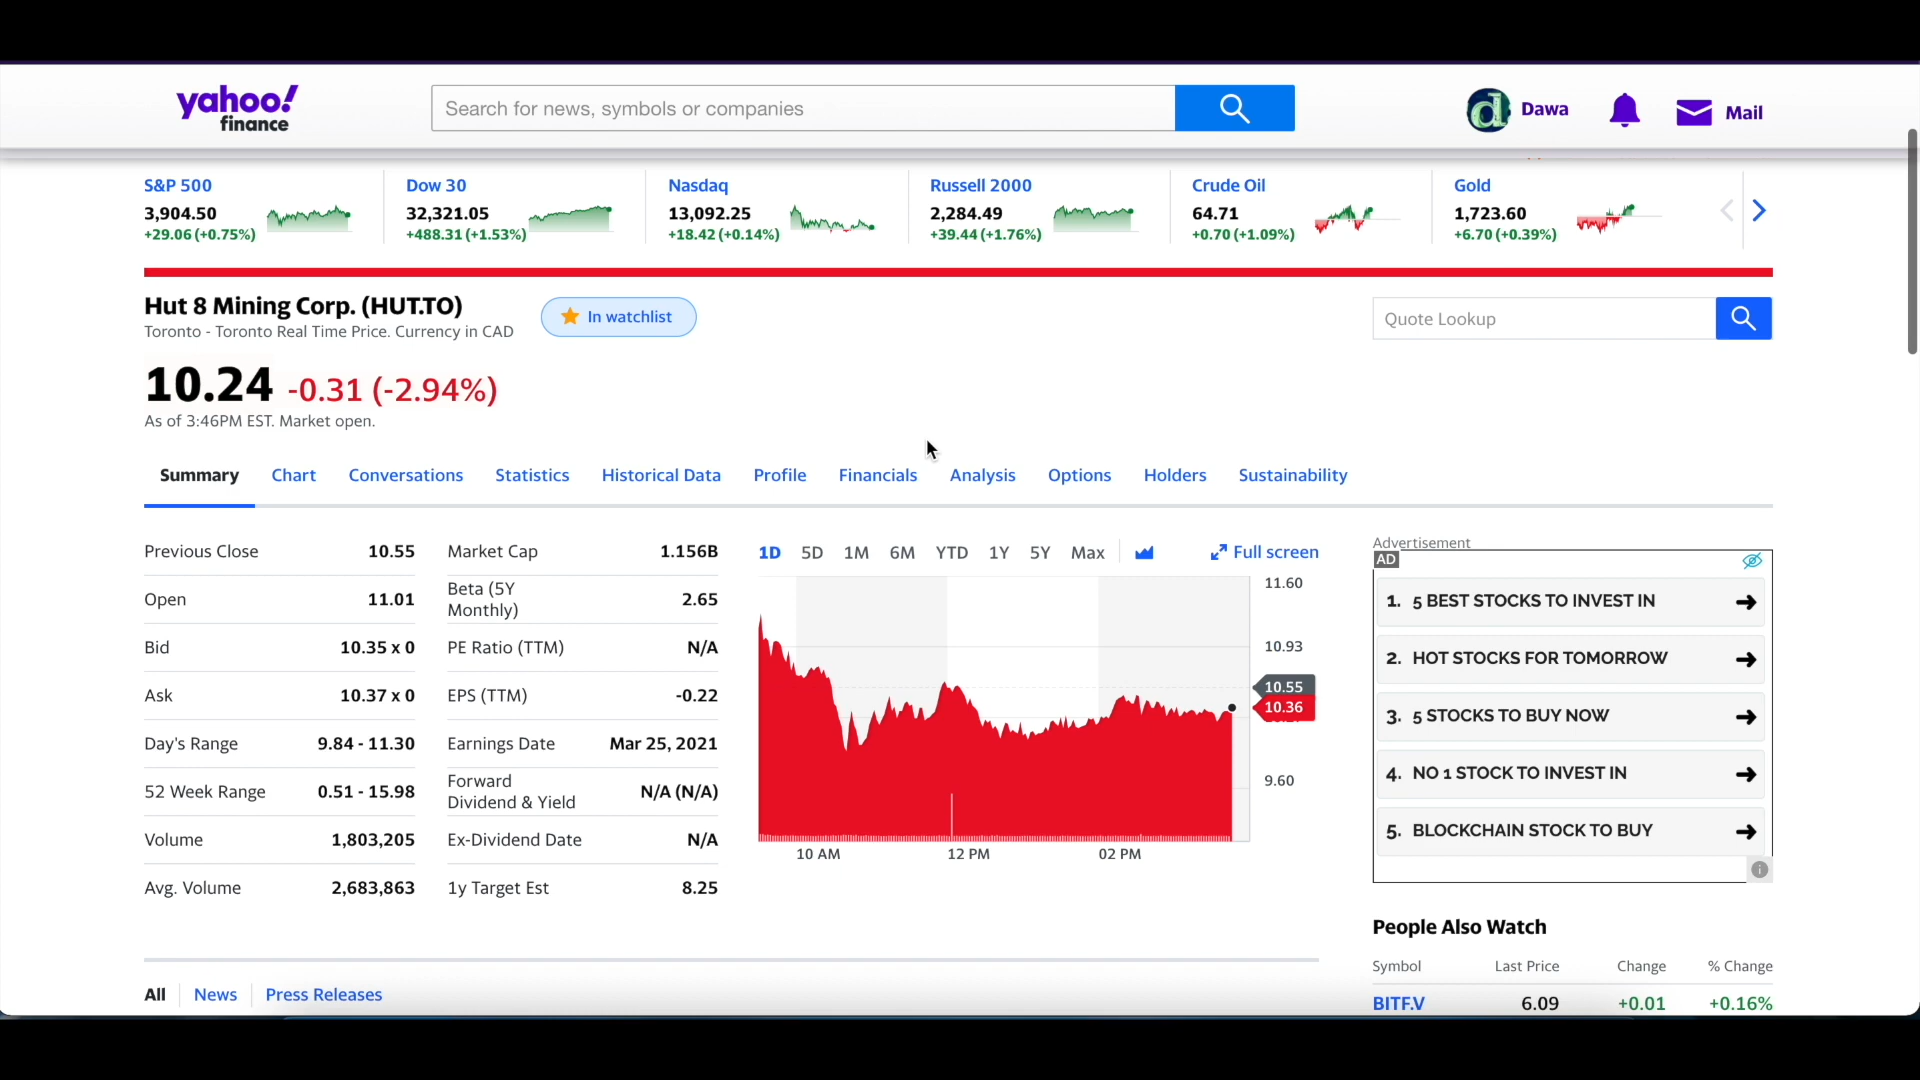 yahoo!
finance
Search for news, symbols or companies
Dawa
Mail
S&P 500
3,904.50
+29.06 (+0.75%)
Dow 30
32,321.05
+488.31 (+1.53%)
Nasdaq
13,092.25
+18.42 (+0.14%)
Russell 2000
2,284.49
+39.44 (+1.76%)
Crude Oil
64.71
+0.70 (+1.09%)
Gold
1,723.60
+6.70 (+0.39%)
Hut 8 Mining Corp. (HUT.TO)
Toronto - Toronto Real Time Price. Currency in CAD
In watchlist
Quote Lookup
10.24 -0.31 (-2.94%)
As of 3:46PM EST. Market open.
Summary Chart Conversations Statistics Historical Data Profile Financials Analysis Options Holders Sustainability
Previous Close 10.55
Open 11.01
Bid 10.35 x 0
Ask 10.37 x 0
Day's Range 9.84 - 11.30
52 Week Range 0.51 - 15.98
Volume 1,803,205
Avg. Volume 2,683,863
Market Cap 1.156B
Beta (5Y
Monthly) 2.65
PE Ratio (TTM) N/A
EPS (TTM) -0.22
Earnings Date Mar 25, 2021
Forward
Dividend & Yield N/A (N/A)
Ex-Dividend Date N/A
1y Target Est 8.25
1D 5D 1M 6M YTD 1Y 5Y Max Full screen
11.60
10.93
10.55
10.36
9.60
10 AM 12 PM 02 PM
Advertisement
AD
1. 5 BEST STOCKS TO INVEST IN
2. HOT STOCKS FOR TOMORROW
3. 5 STOCKS TO BUY NOW
4. NO 1 STOCK TO INVEST IN
5. BLOCKCHAIN STOCK TO BUY
People Also Watch
Symbol Last Price Change % Change
BITF.V 6.09 +0.01 +0.16%
All News Press Releases